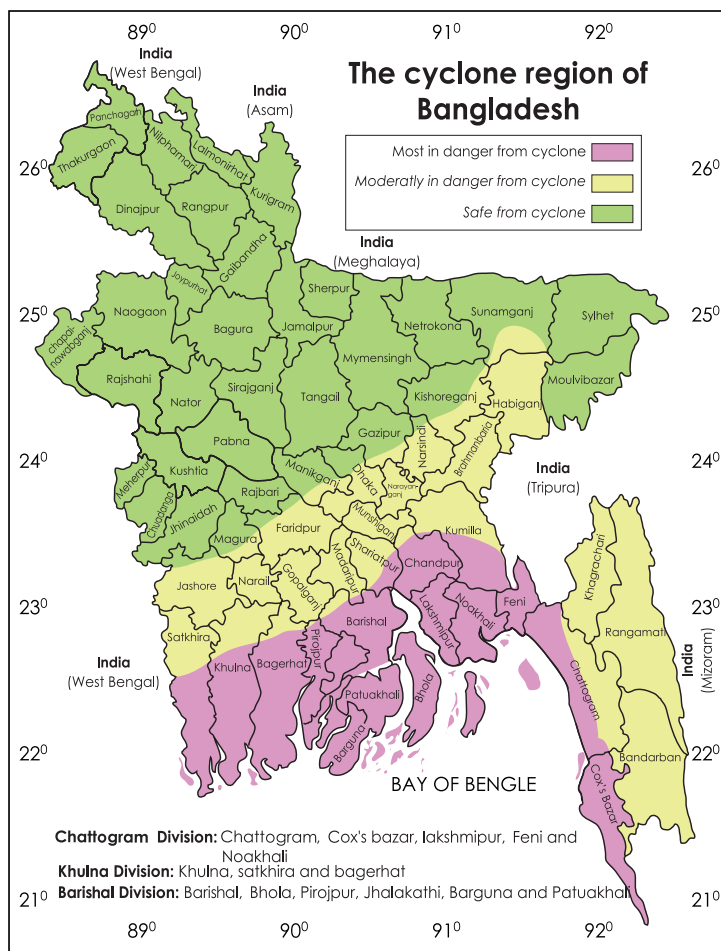 89⁰ 90⁰ 91⁰ 92⁰
India
(West Bengal)
India
(Asam)
The cyclone region of
Bangladesh
Most in danger from cyclone
Moderatly in danger from cyclone
Safe from cyclone
26⁰ 26⁰
Panchagarh
Thakurgaon
Nilphamari
Lalmonirhat
Kurigram
Dinajpur
Rangpur
Gaibandha
India
(Meghalaya)
25⁰ 25⁰
Joypurhat
Naogaon
chapai-
nawabganj
Bagura
Sherpur
Jamalpur
Netrokona
Sunamganj
Sylhet
Mymensingh
Moulvibazar
Rajshahi
Nator
Sirajganj
Tangail
Kishoreganj
Habiganj
24⁰ 24⁰
Pabna
Gazipur
Narsindi
Brahmanbaria
Meherpur
Kushtia
Manikganj
Dhaka
Narayan-
ganj
India
(Tripura)
Chuadanga
Jhinaidah
Rajbari
Magura
Faridpur
Munshiganj
Kumilla
Shariatpur
Chandpur
23⁰ 23⁰
Jashore
Narail
Gopalganj
Madaripur
Khagrachari
Satkhira
Barishal
Lakshmipur
Noakhali
Feni
Rangamati
India
(West Bengal)
Khulna
Bagerhat
Pirojpur
Patuakhali
Bhola
Barguna
Chattogram
India
(Mizoram)
22⁰ 22⁰
Bandarban
Cox's Bazar
BAY OF BENGLE
Chattogram Division: Chattogram, Cox's bazar, lakshmipur, Feni and
Noakhali
Khulna Division: Khulna, satkhira and bagerhat
Barishal Division: Barishal, Bhola, Pirojpur, Jhalakathi, Barguna and Patuakhali
21⁰ 21⁰
89⁰ 90⁰ 91⁰ 92⁰